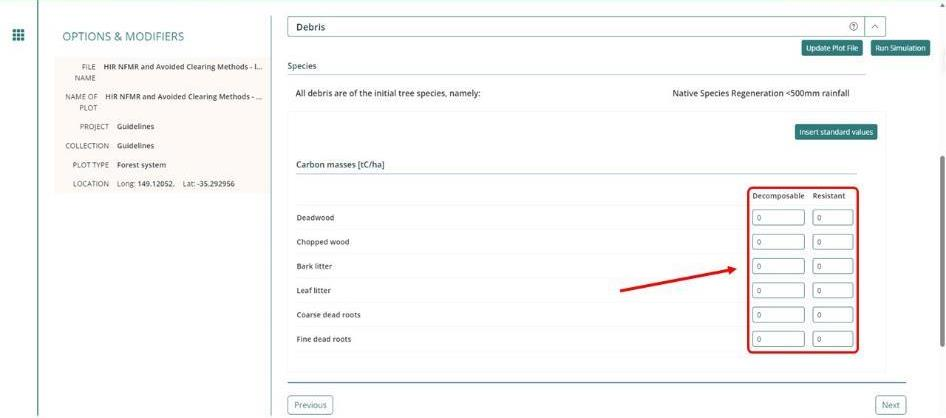 OPTIONS & MODIFIERS
FILE NAME HIR NFMR and Avoided Clearing Methods - I...
NAME OF PLOT HIR NFMR and Avoided Clearing Methods - ...
PROJECT Guidelines
COLLECTION Guidelines
PLOT TYPE Forest system
LOCATION Long: 149.12052, Lat: -35.292956
Debris
Update Plot File Run Simulation
Species
All debris are of the initial tree species, namely: Native Species Regeneration <500mm rainfall
Insert standard values
Carbon masses [tC/ha]
Decomposable Resistant
Deadwood 0 0
Chopped wood 0 0
Bark litter 0 0
Leaf litter 0 0
Coarse dead roots 0 0
Fine dead roots 0 0
Previous Next